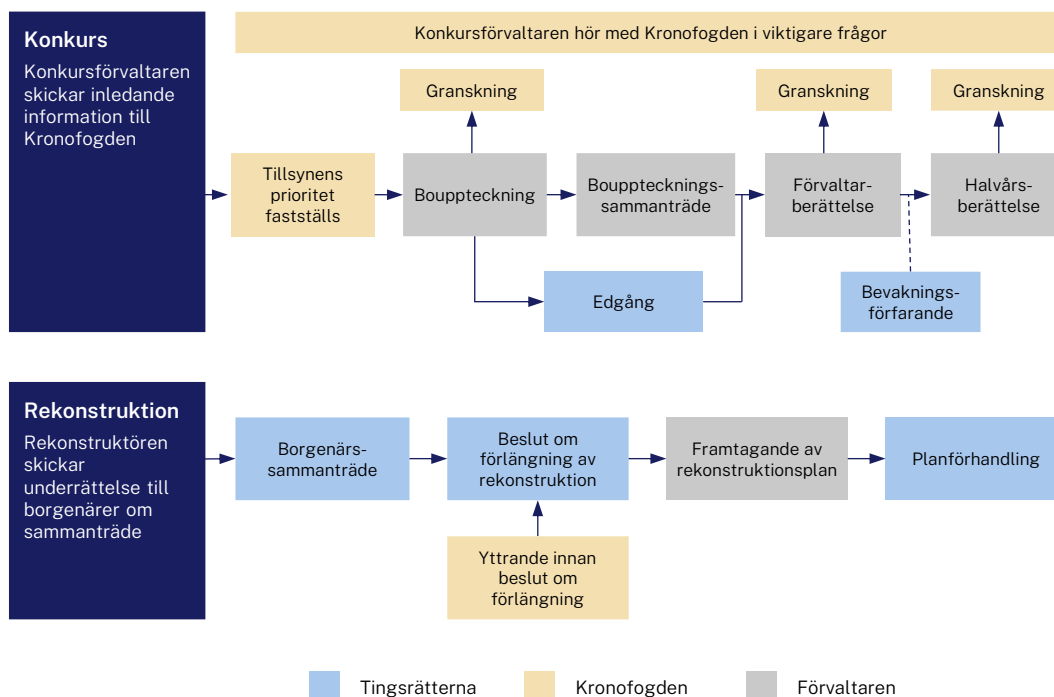 Konkurs
Konkursförvaltaren
skickar inledande
information till
Kronofogden
Konkursförvaltaren hör med Kronofogden i viktigare frågor
Granskning
Granskning
Granskning
Tillsynens
prioritet
fastställs
Bouppteckning
Boupptecknings-
sammanträde
Förvaltar-
berättelse
Halvårs-
berättelse
Edgång
Bevaknings-
förfarande
Rekonstruktion
Rekonstruktören
skickar
underrättelse till
borgenärer om
sammanträde
Borgenärs-
sammanträde
Beslut om
förlängning av
rekonstruktion
Framtagande av
rekonstruktionsplan
Planförhandling
Yttrande innan
beslut om
förlängning
Tingsrätterna
Kronofogden
Förvaltaren